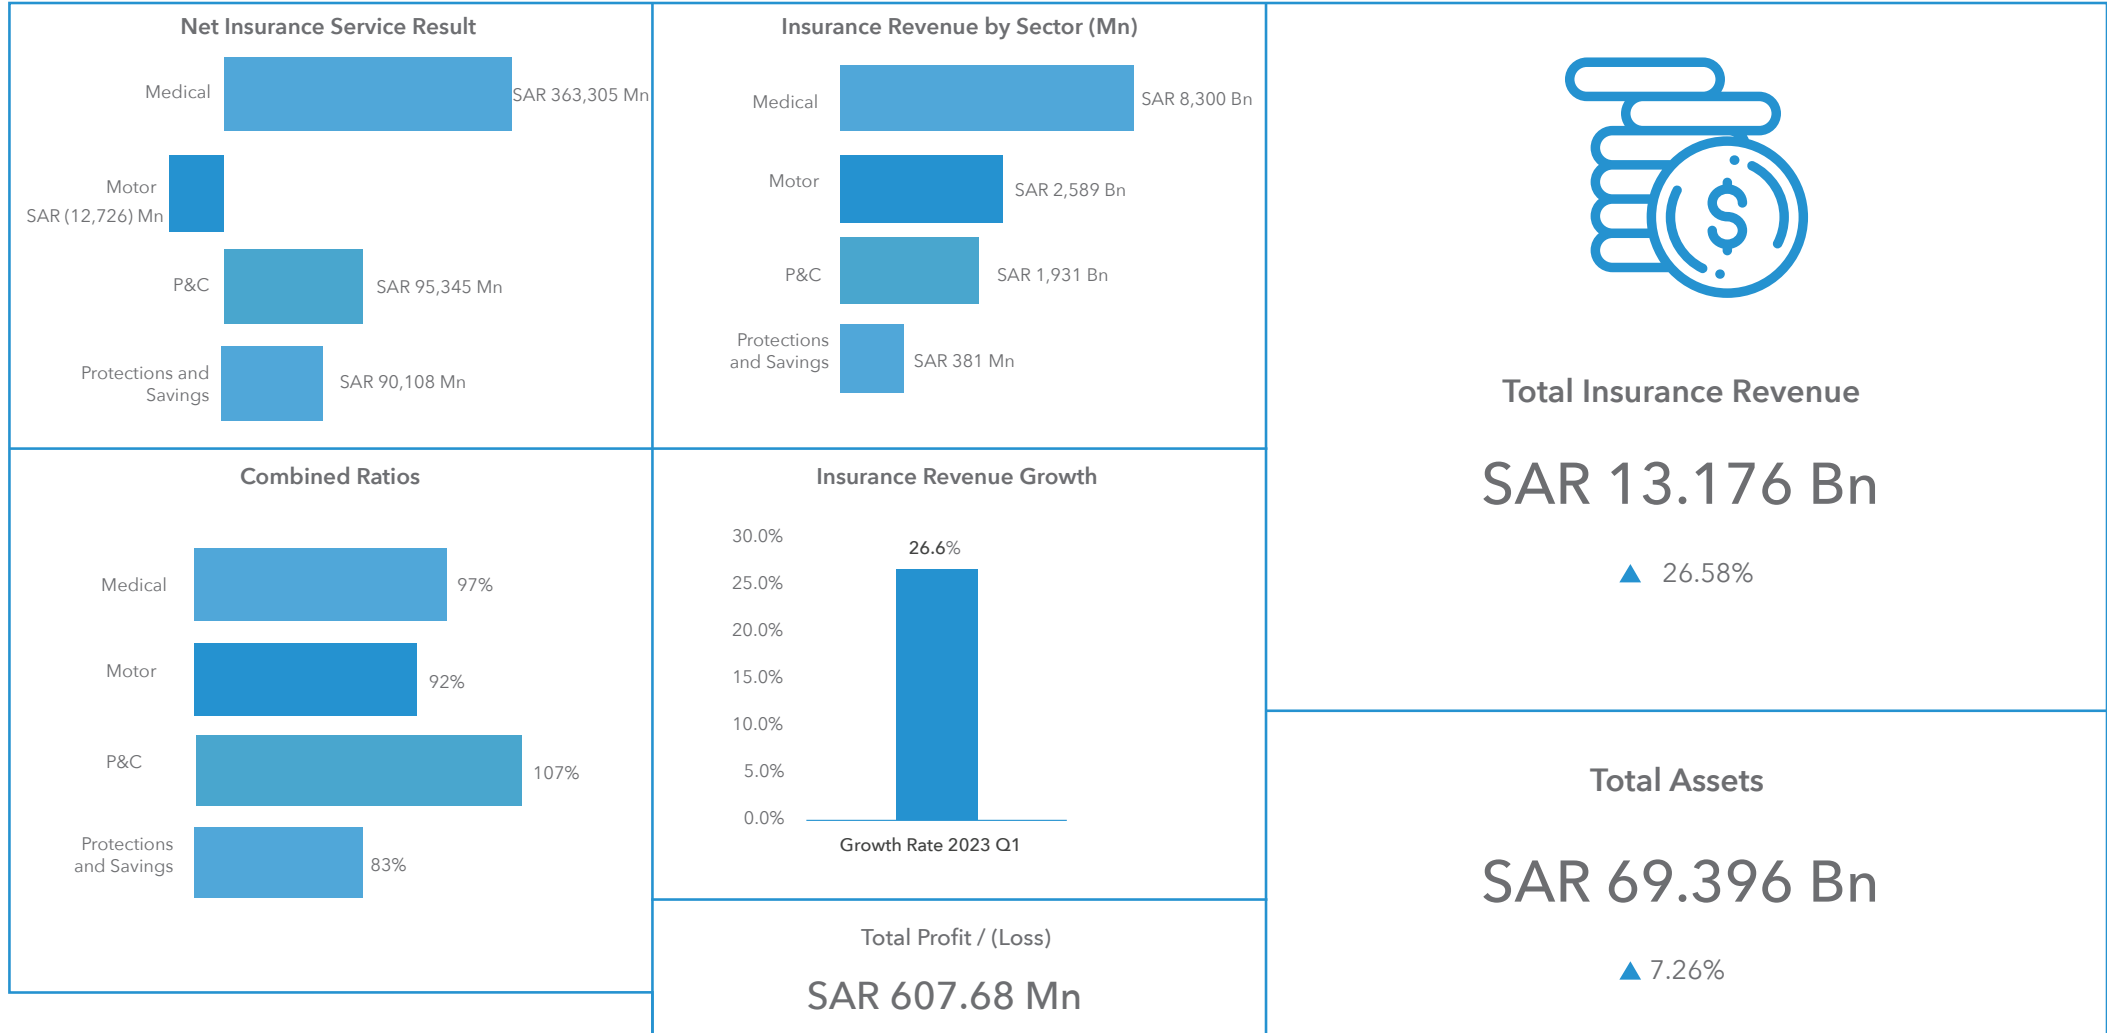 Net Insurance Service Result
Medical
SAR 363,305 Mn
Motor
SAR (12,726) Mn
P&C
SAR 95,345 Mn
Protections and
Savings
SAR 90,108 Mn
Insurance Revenue by Sector (Mn)
Medical
SAR 8,300 Bn
Motor
SAR 2,589 Bn
P&C
SAR 1,931 Bn
Protections
and Savings
SAR 381 Mn
$
Total Insurance Revenue
SAR 13.176 Bn
▲ 26.58%
Combined Ratios
Medical
97%
Motor
92%
P&C
107%
Protections
and Savings
83%
Insurance Revenue Growth
30.0%
25.0%
20.0%
15.0%
10.0%
5.0%
0.0%
26.6%
Growth Rate 2023 Q1
Total Profit / (Loss)
SAR 607.68 Mn
Total Assets
SAR 69.396 Bn
▲ 7.26%